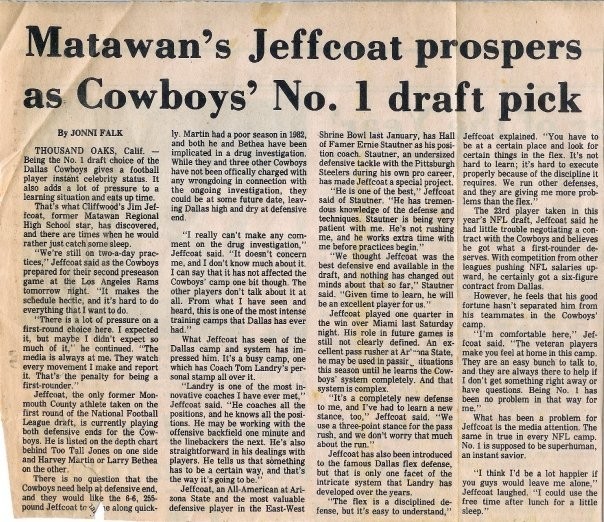 Matawan's Jeffcoat prospers
as Cowboys' No. 1 draft pick
By JONNI FALK
THOUSAND OAKS, Calif. —
Being the No. 1 draft choice of the
Dallas Cowboys gives a football
player instant celebrity status. It
also adds a lot of pressure to a
learning situation and eats up time.
That's what Cliffwood's Jim Jef-
fcoat, former Matawan Regional
High School star, has discovered,
and there are times when he would
rather just catch some sleep.
"We're still on two-a-day prac-
tices," Jeffcoat said as the Cowboys
prepared for their second preseason
game at the Los Angeles Rams
tomorrow night. "It makes the
schedule hectic, and it's hard to do
everything that I want to do.
"There is a lot of pressure on a
first-round choice here. I expected
it, but maybe I didn't expect so
much of it," he continued. "The
media is always at me. They watch
every movement I make and report
it. That's the penalty for being a
first-rounder."
Jeffcoat, the only former Mon-
mouth County athlete taken on the
first round of the National Football
League draft, is currently playing
both defensive ends for the Cow-
boys. He is listed on the depth chart
behind Too Tall Jones on one side
and Harvey Martin or Larry Bethea
on the other.
There is no question that the
Cowboys need help at defensive end,
and they would like the 6-6, 255-
pound Jeffcoat to come along quick-
ly. Martin had a poor season in 1982,
and both he and Bethea have been
implicated in a drug investigation.
While they and three other Cowboys
have not been offically charged with
any wrongdoing in connection with
the ongoing investigation, they
could be at some future date, leav-
ing Dallas high and dry at defensive
end.
"I really can't make any com-
ment on the drug investigation,"
Jeffcoat said. "It doesn't concern
me, and I don't know much about it.
I can say that it has not affected the
Cowboys' camp one bit though. The
other players don't talk about it at
all. From what I have seen and
heard, this is one of the most intense
training camps that Dallas has ever
had."
What Jeffcoat has seen of the
Dallas camp and system has im-
pressed him. It's a busy camp, one
which has Coach Tom Landry's per-
sonal stamp all over it.
"Landry is one of the most in-
novative coaches I have ever met,"
Jeffcoat said. "He coaches all the
positions, and he knows all the posi-
tions. He may be working with the
offensive backfield one minute and
the linebackers the next. He's also
straightforward in his dealings with
players. He tells us that something
has to be a certain way, and that's
the way it's going to be."
Jeffcoat, an All-American at Ari-
zona State and the most valuable
defensive player in the East-West
Shrine Bowl last January, has Hall
of Famer Ernie Stautner as his po-
sition coach. Stautner, an undersized
defensive tackle with the Pittsburgh
Steelers during his own pro career,
has made Jeffcoat a special project.
"He is one of the best," Jeffcoat
said of Stautner. "He has tremen-
dous knowledge of the defense and
techniques. Stautner is being very
patient with me. He's not rushing
me, and he works extra time with
me before practices begin."
"We thought Jeffcoat was the
best defensive end available in the
draft, and nothing has changed our
minds about that so far," Stautner
said. "Given time to learn, he will
be an excellent player for us."
Jeffcoat played one quarter in
the win over Miami last Saturday
night. His role in future games is
still not clearly defined. An ex-
cellent pass rusher at Arizona State,
he may be used in passing situations
this season until he learns the Cow-
boys' system completely. And that
system is complex.
"It's a completely new defense
to me, and I've had to learn a new
stance, too," Jeffcoat said. "We
use a three-point stance for the pass
rush, and we don't worry that much
about the run."
Jeffcoat has also been introduced
to the famous Dallas flex defense,
but that is only one facet of the
intricate system that Landry has
developed over the years.
"The flex is a disciplined de-
fense, but it's easy to understand,"
Jeffcoat explained. "You have to
be at a certain place and look for
certain things in the flex. It's not
hard to learn; it's hard to execute
properly because of the discipline it
requires. We run other defenses,
and they are giving me more problems
than the flex."
The 23rd player taken in this
year's NFL draft, Jeffcoat said he
had little trouble negotiating a con-
tract with the Cowboys and believes
he got what a first-rounder de-
serves. With competition from other
leagues pushing NFL salaries up-
ward, he certainly got a six-figure
contract from Dallas.
However, he feels that his good
fortune hasn't separated him from
his teammates in the Cowboys'
camp.
"I'm comfortable here," Jef-
fcoat said. "The veteran players
make you feel at home in this camp.
They are an easy bunch to talk to,
and they are always there to help if
I don't get something right away or
have questions. Being No. 1 has
been no problem in that way for
me."
What has been a problem for
Jeffcoat is the media attention. The
same in true in every NFL camp.
No. 1 is supposed to be superhuman,
an instant savior.
"I think I'd be a lot happier if
you guys would leave me alone,"
Jeffcoat laughed. "I could use the
free time after lunch for a little
sleep."